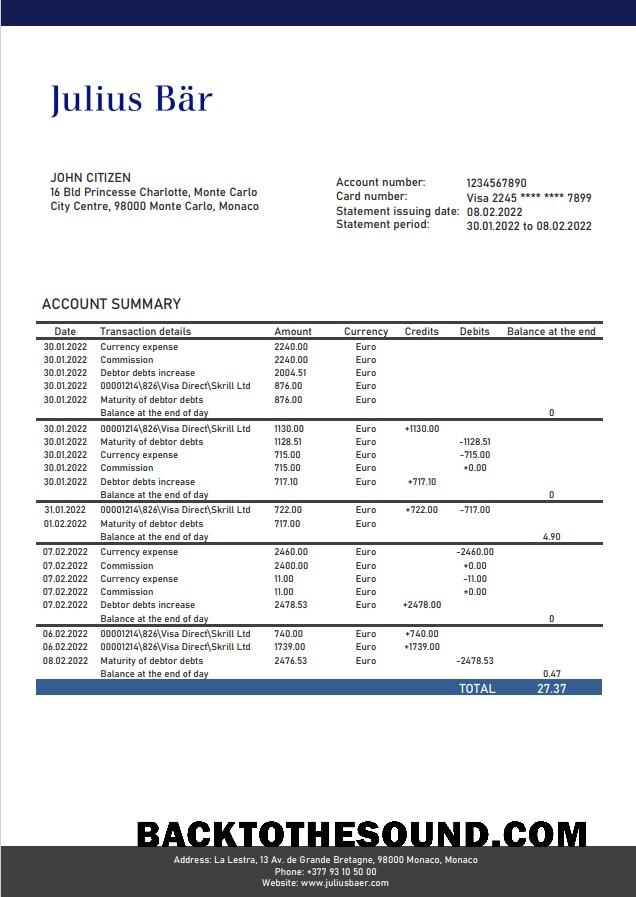 Julius Bär
JOHN CITIZEN
16 Bld Princesse Charlotte, Monte Carlo
City Centre, 98000 Monte Carlo, Monaco
Account number: 1234567890
Card number: Visa 2245 **** **** 7899
Statement issuing date: 08.02.2022
Statement period: 30.01.2022 to 08.02.2022
ACCOUNT SUMMARY
Date Transaction details Amount Currency Credits Debits Balance at the end
30.01.2022 Currency expense 2240.00 Euro
30.01.2022 Commission 2240.00 Euro
30.01.2022 Debtor debts increase 2004.51 Euro
30.01.2022 00001214\826\Visa Direct\Skrill Ltd 876.00 Euro
30.01.2022 Maturity of debtor debts 876.00 Euro
Balance at the end of day 0
30.01.2022 00001214\826\Visa Direct\Skrill Ltd 1130.00 Euro +1130.00
30.01.2022 Maturity of debtor debts 1128.51 Euro -1128.51
30.01.2022 Currency expense 715.00 Euro -715.00
30.01.2022 Commission 715.00 Euro +0.00
30.01.2022 Debtor debts increase 717.10 Euro +717.10
Balance at the end of day 0
31.01.2022 00001214\826\Visa Direct\Skrill Ltd 722.00 Euro +722.00 -717.00
01.02.2022 Maturity of debtor debts 717.00 Euro
Balance at the end of day 4.90
07.02.2022 Currency expense 2460.00 Euro -2460.00
07.02.2022 Commission 2400.00 Euro +0.00
07.02.2022 Currency expense 11.00 Euro -11.00
07.02.2022 Commission 11.00 Euro +0.00
07.02.2022 Debtor debts increase 2478.53 Euro +2478.00
Balance at the end of day 0
06.02.2022 00001214\826\Visa Direct\Skrill Ltd 740.00 Euro +740.00
06.02.2022 00001214\826\Visa Direct\Skrill Ltd 1739.00 Euro +1739.00
08.02.2022 Maturity of debtor debts 2476.53 Euro -2478.53
Balance at the end of day 0.47
TOTAL 27.37
BACKTOTHESOUND.COM
Address: La Lestra, 13 Av. de Grande Bretagne, 98000 Monaco, Monaco
Phone: +377 93 10 50 00
Website: www.juliusbaer.com